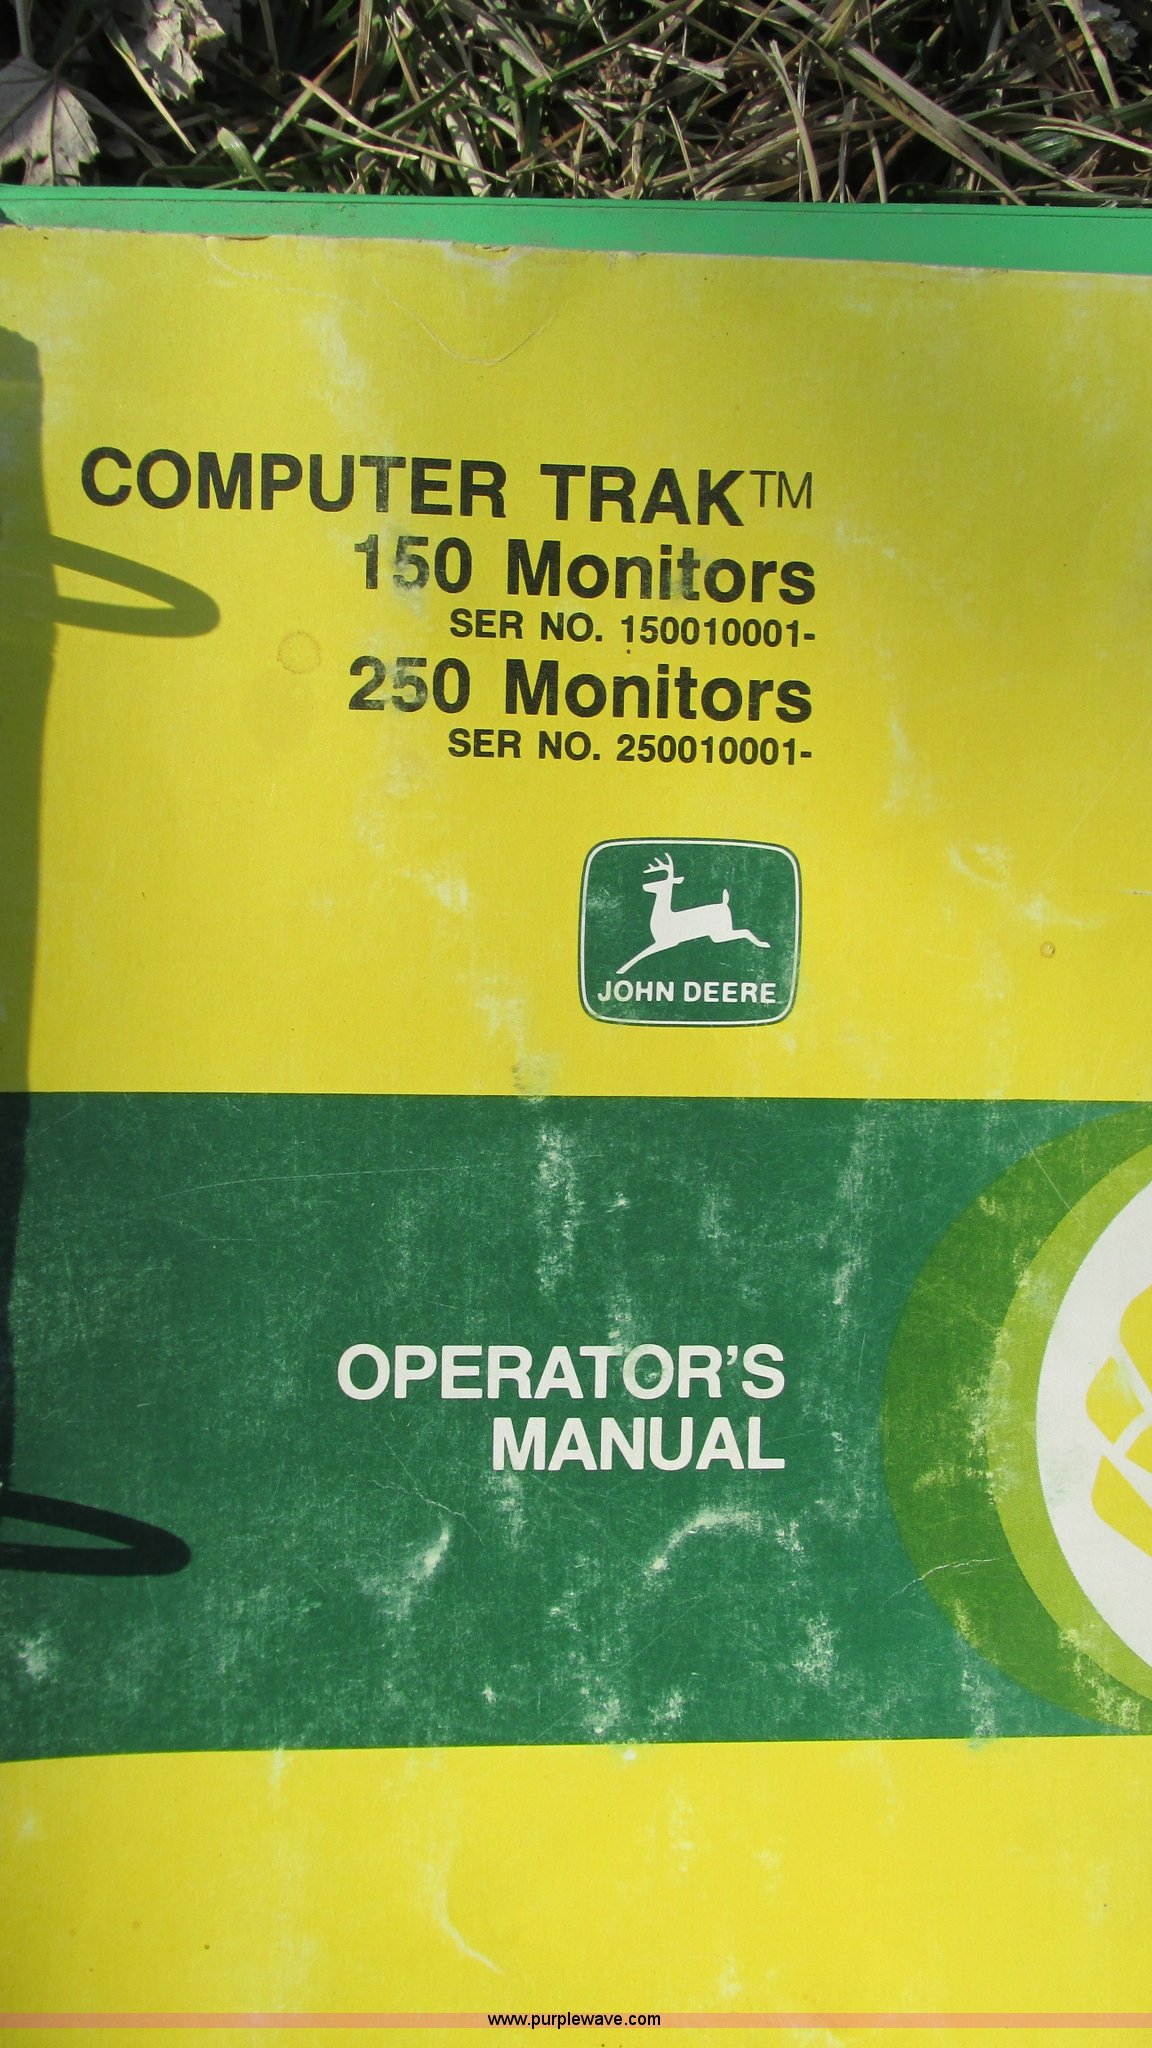 COMPUTER TRAK™
150 Monitors
SER NO. 150010001-
250 Monitors
SER NO. 250010001-
JOHN DEERE
OPERATOR'S
MANUAL
www.purplewave.com